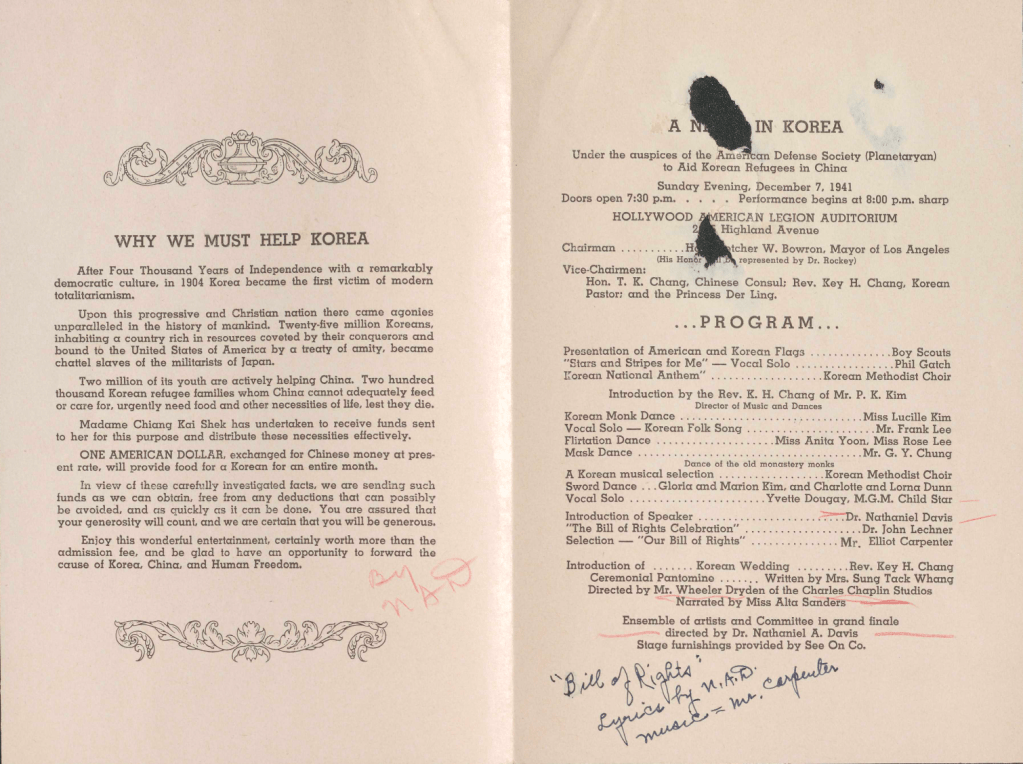 WHY WE MUST HELP KOREA
After Four Thousand Years of Independence with a remarkably
democratic culture, in 1904 Korea became the first victim of modern
totalitarianism.
Upon this progressive and Christian nation there came agonies
unparalleled in the history of mankind. Twenty-five million Koreans,
inhabiting a country rich in resources coveted by their conquerors and
bound to the United States of America by a treaty of amity, became
chattel slaves of the militarists of Japan.
Two million of its youth are actively helping China. Two hundred
thousand Korean refugee families whom China cannot adequately feed
or care for, urgently need food and other necessities of life, lest they die.
Madame Chiang Kai Shek has undertaken to receive funds sent
to her for this purpose and distribute these necessities effectively.
ONE AMERICAN DOLLAR, exchanged for Chinese money at pres-
ent rate, will provide food for a Korean for an entire month.
In view of these carefully investigated facts, we are sending such
funds as we can obtain, free from any deductions that can possibly
be avoided, and as quickly as it can be done. You are assured that
your generosity will count, and we are certain that you will be generous.
Enjoy this wonderful entertainment, certainly worth more than the
admission fee, and be glad to have an opportunity to forward the
cause of Korea, China, and Human Freedom.
By
N.A.D
A IN KOREA
Under the auspices of the American Defense Society (Planetaryan)
to Aid Korean Refugees in China
Sunday Evening, December 7, 1941
Doors open 7:30 p.m. . . . . . Performance begins at 8:00 p.m. sharp
HOLLYWOOD AMERICAN LEGION AUDITORIUM
Highland Avenue
Chairman .......... W. Bowron, Mayor of Los Angeles
(His Honor be represented by Dr. Rockey)
Vice-Chairmen:
Hon. T. K. Chang, Chinese Consul; Rev. Key H. Chang, Korean
Pastor; and the Princess Der Ling.
...PROGRAM...
Presentation of American and Korean Flags .............Boy Scouts
"Stars and Stripes for Me" — Vocal Solo ................Phil Gatch
Korean National Anthem" ..................Korean Methodist Choir
Introduction by the Rev. K. H. Chang of Mr. P. K. Kim
Director of Music and Dances
Korean Monk Dance .............................Miss Lucille Kim
Vocal Solo — Korean Folk Song ....................Mr. Frank Lee
Flirtation Dance ...................Miss Anita Yoon, Miss Rose Lee
Mask Dance ................................Mr. G. Y. Chung
Dance of the old monastery monks
A Korean musical selection .................Korean Methodist Choir
Sword Dance ...Gloria and Marion Kim, and Charlotte and Lorna Dunn
Vocal Solo ......................Yvette Dougay, M.G.M. Child Star
Introduction of Speaker .......................Dr. Nathaniel Davis
"The Bill of Rights Celebration" ...................Dr. John Lechner
Selection — "Our Bill of Rights" .............. Mr. Elliot Carpenter
Introduction of ....... Korean Wedding .........Rev. Key H. Chang
Ceremonial Pantomine ....... Written by Mrs. Sung Tack Whang
Directed by Mr. Wheeler Dryden of the Charles Chaplin Studios
Narrated by Miss Alta Sanders
Ensemble of artists and Committee in grand finale
directed by Dr. Nathaniel A. Davis
Stage furnishings provided by See On Co.
"Bill of Rights"
Lyrics by N.A.D.
music = Mr. Carpenter